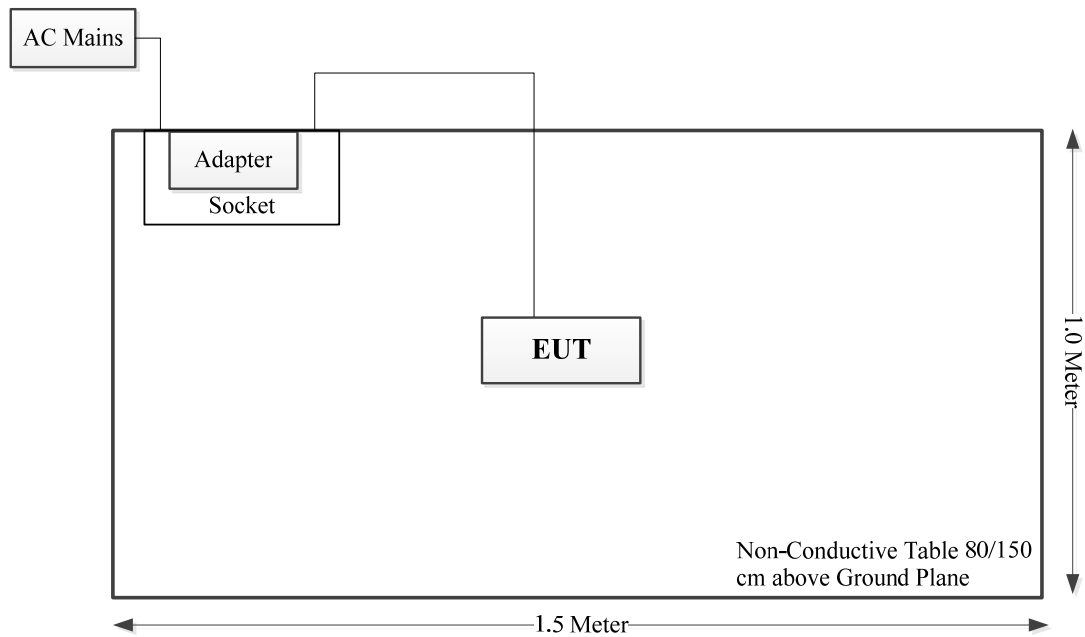 AC Mains
Adapter
Socket
EUT
1.0 Meter
Non-Conductive Table 80/150
cm above Ground Plane
1.5 Meter